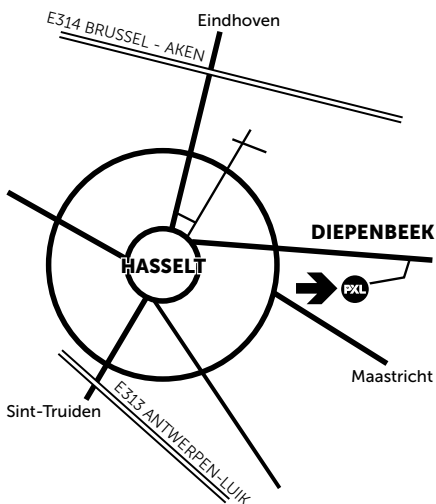 Eindhoven
E314 BRUSSEL - AKEN
DIEPENBEEK
HASSELT
PXL
Maastricht
Sint-Truiden
E313 ANTWERPEN-LUIK